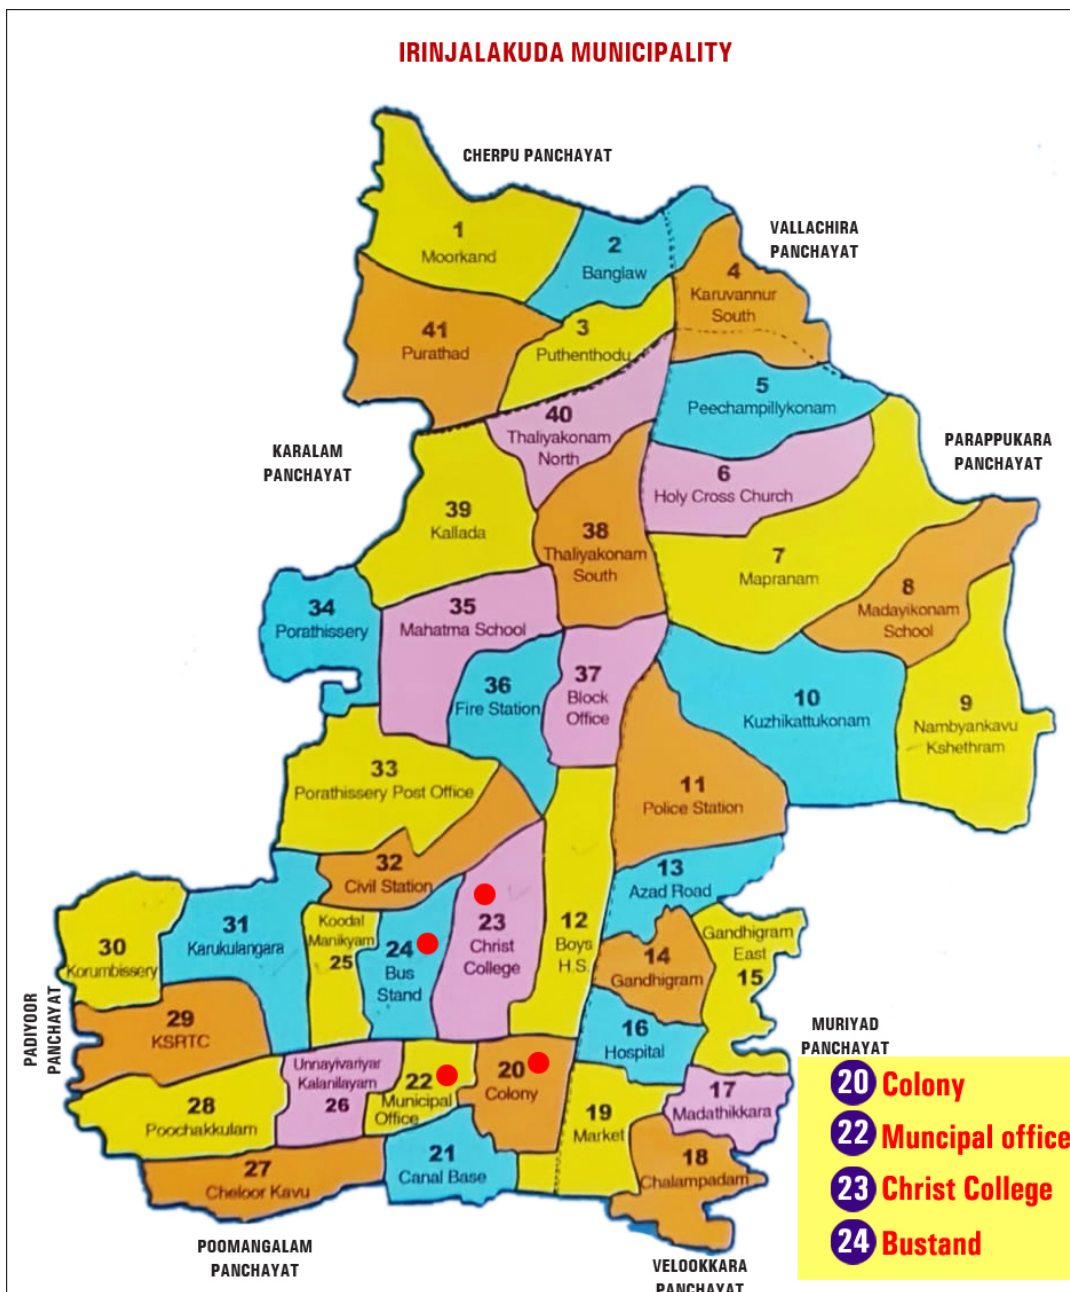 IRINJALAKUDA MUNICIPALITY
CHERPU PANCHAYAT
VALLACHIRA
PANCHAYAT
1
Moorkand
2
Banglaw
4
Karuvannur
South
41
Purathad
3
Puthenthodu
5
Peechampillykonam
40
Thaliyakonam
North
KARALAM
PANCHAYAT
PARAPPUKARA
PANCHAYAT
6
Holy Cross Church
39
Kallada
38
Thaliyakonam
South
7
Mapranam
8
Madayikonam
School
34
Porathissery
35
Mahatma School
36
Fire Station
37
Block
Office
10
Kuzhikattukonam
9
Nambyankavu
Kshethram
33
Porathissery Post Office
11
Police Station
32
Civil Station
13
Azad Road
30
Korumbissery
31
Karukulangara
Koodal
Manikyam
25
24
Bus
Stand
23
Christ
College
12
Boys
H.S.
14
Gandhigram
Gandhigram
East
15
PADIYOOR
PANCHAYAT
29
KSRTC
16
Hospital
MURIYAD
PANCHAYAT
28
Poochakkulam
Unnayivariyar
Kalanilayam
26
22
Municipal
Office
20
Colony
19
Market
17
Madathikkara
27
Cheloor Kavu
21
Canal Base
18
Chalampadam
POOMANGALAM
PANCHAYAT
VELOOKKARA
PANCHAYAT
20 Colony
22 Muncipal office
23 Christ College
24 Bustand